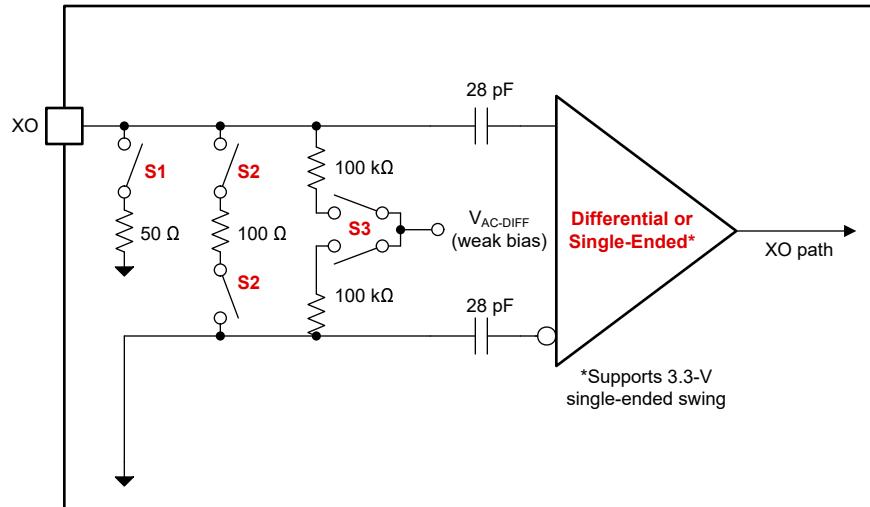 28 pF
XO
S1
S2
100 kΩ
S3
V_AC-DIFF
(weak bias)
50 Ω
100 Ω
S2
100 kΩ
28 pF
Differential or
Single-Ended*
XO path
*Supports 3.3-V
single-ended swing